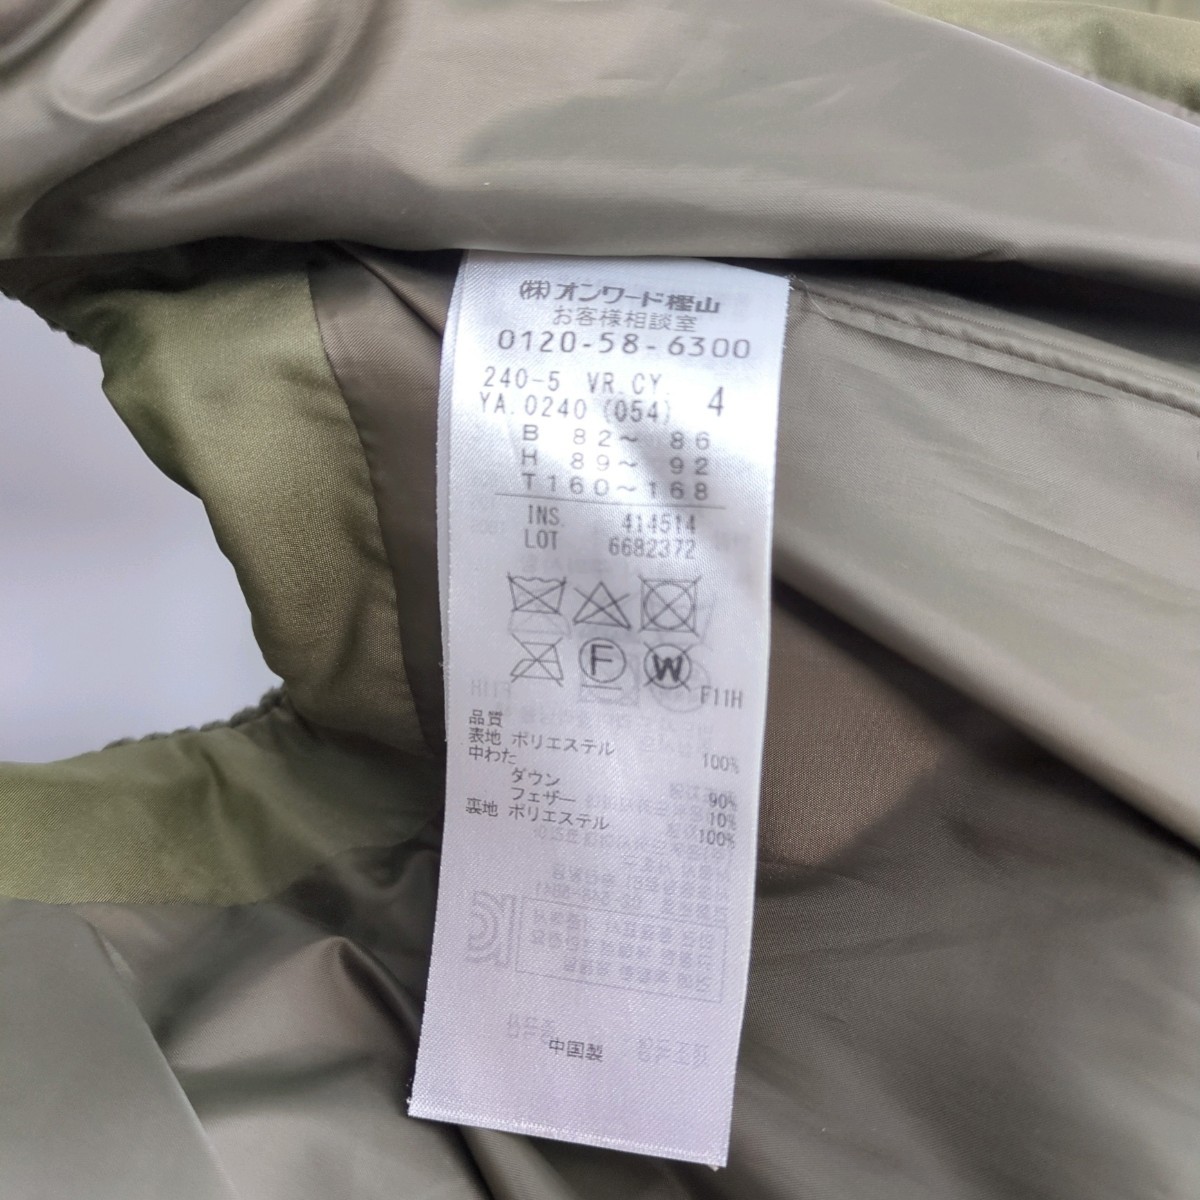 (株)オンワード樫山
お客様相談室
0120-58-6300
240-5 VR.CY. 4
YA.0240 (054)
B 82～ 86
H 89～ 92
T160～168
INS. 414514
LOT 6682372
F
W
F11H
品質
表地 ポリエステル 100%
中わた
ダウン 90%
フェザー 10%
裏地 ポリエステル 100%
中国製